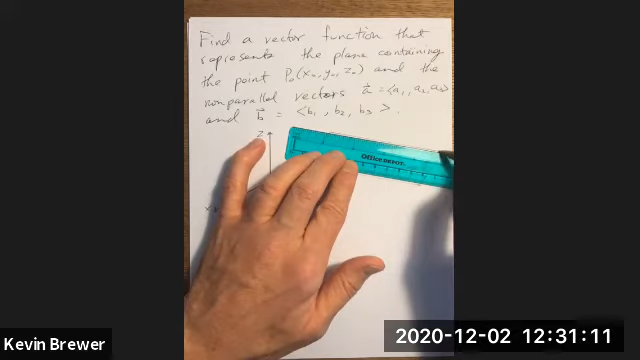 Find a vector function that
represents the plane containing
the point P₀(x₀, y₀, z₀) and the
nonparallel vectors a⃗ = <a₁, a₂, a₃>
and b⃗ = <b₁, b₂, b₃>.
z
OFFICE DEPOT
Kevin Brewer
2020-12-02 12:31:11